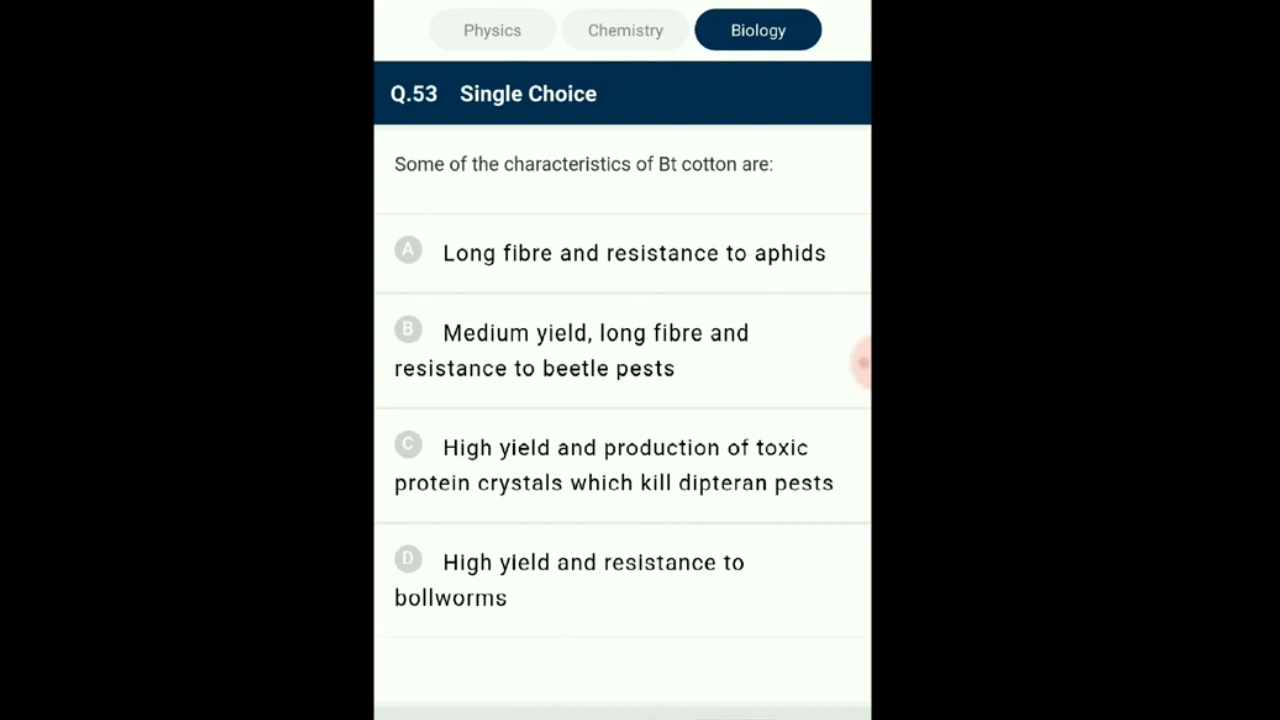 Physics Chemistry Biology
Q.53 Single Choice
Some of the characteristics of Bt cotton are:
A Long fibre and resistance to aphids
B Medium yield, long fibre and
resistance to beetle pests
C High yield and production of toxic
protein crystals which kill dipteran pests
D High yield and resistance to
bollworms